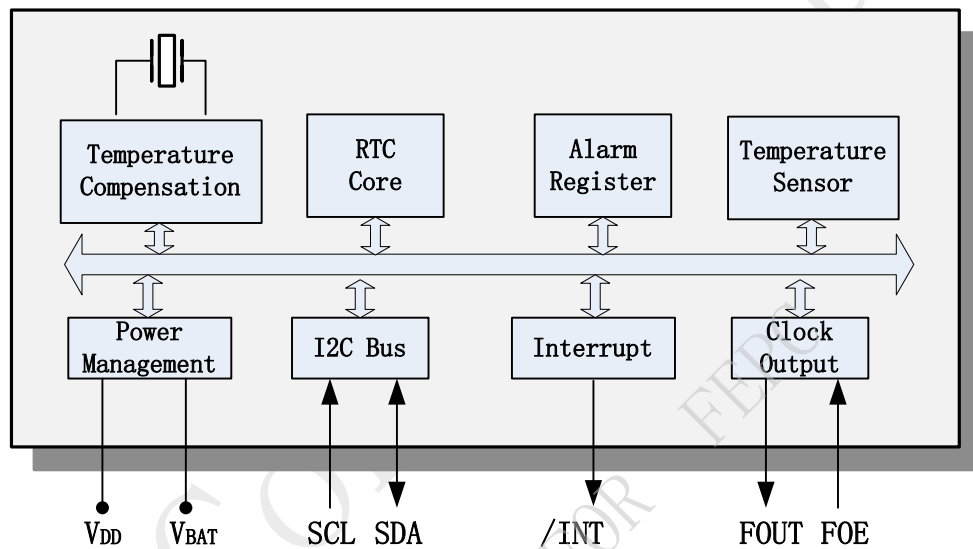 Temperature
Compensation
RTC
Core
Alarm
Register
Temperature
Sensor
Power
Management
I2C Bus
Interrupt
Clock
Output
VDD
VBAT
SCL
SDA
/INT
FOUT
FOE
FOR